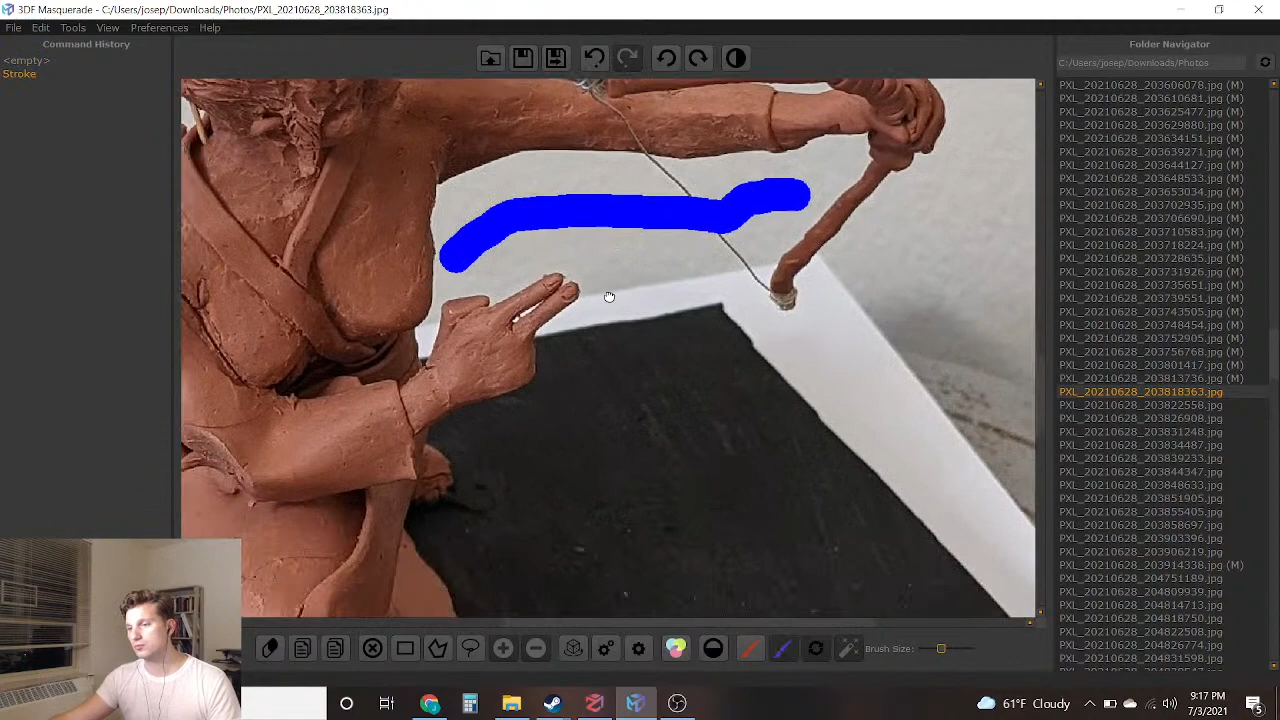 3DF Masquerade - C:/Users/josep/Downloads/Photos/PXL_20210628_203818363.jpg
File Edit Tools View Preferences Help
Command History
<empty>
Stroke
Folder Navigator
C:/Users/josep/Downloads/Photos
PXL_20210628_203606078.jpg (M)
PXL_20210628_203610681.jpg (M)
PXL_20210628_203625477.jpg (M)
PXL_20210628_203629880.jpg (M)
PXL_20210628_203634151.jpg (M)
PXL_20210628_203639271.jpg (M)
PXL_20210628_203644127.jpg (M)
PXL_20210628_203648533.jpg (M)
PXL_20210628_203653034.jpg (M)
PXL_20210628_203702935.jpg (M)
PXL_20210628_203706690.jpg (M)
PXL_20210628_203712238.jpg (M)
PXL_20210628_203718224.jpg (M)
PXL_20210628_203725313.jpg (M)
PXL_20210628_203731926.jpg (M)
PXL_20210628_203735651.jpg (M)
PXL_20210628_203739551.jpg (M)
PXL_20210628_203743505.jpg (M)
PXL_20210628_203748454.jpg (M)
PXL_20210628_203752905.jpg (M)
PXL_20210628_203756768.jpg (M)
PXL_20210628_203801417.jpg (M)
PXL_20210628_203813736.jpg (M)
PXL_20210628_203818363.jpg
PXL_20210628_203822558.jpg
PXL_20210628_203826908.jpg
PXL_20210628_203831248.jpg
PXL_20210628_203834487.jpg
PXL_20210628_203839233.jpg
PXL_20210628_203844347.jpg
PXL_20210628_203848633.jpg
PXL_20210628_203851905.jpg
PXL_20210628_203855405.jpg
PXL_20210628_203858697.jpg
PXL_20210628_203903396.jpg
PXL_20210628_203906219.jpg
PXL_20210628_203914338.jpg (M)
PXL_20210628_204751189.jpg
PXL_20210628_204809939.jpg
PXL_20210628_204814713.jpg
PXL_20210628_204818750.jpg
PXL_20210628_204822508.jpg
PXL_20210628_204826638.jpg
PXL_20210628_204831598.jpg
Brush Size:
61°F Cloudy
9:17 PM
7/3/2021
5